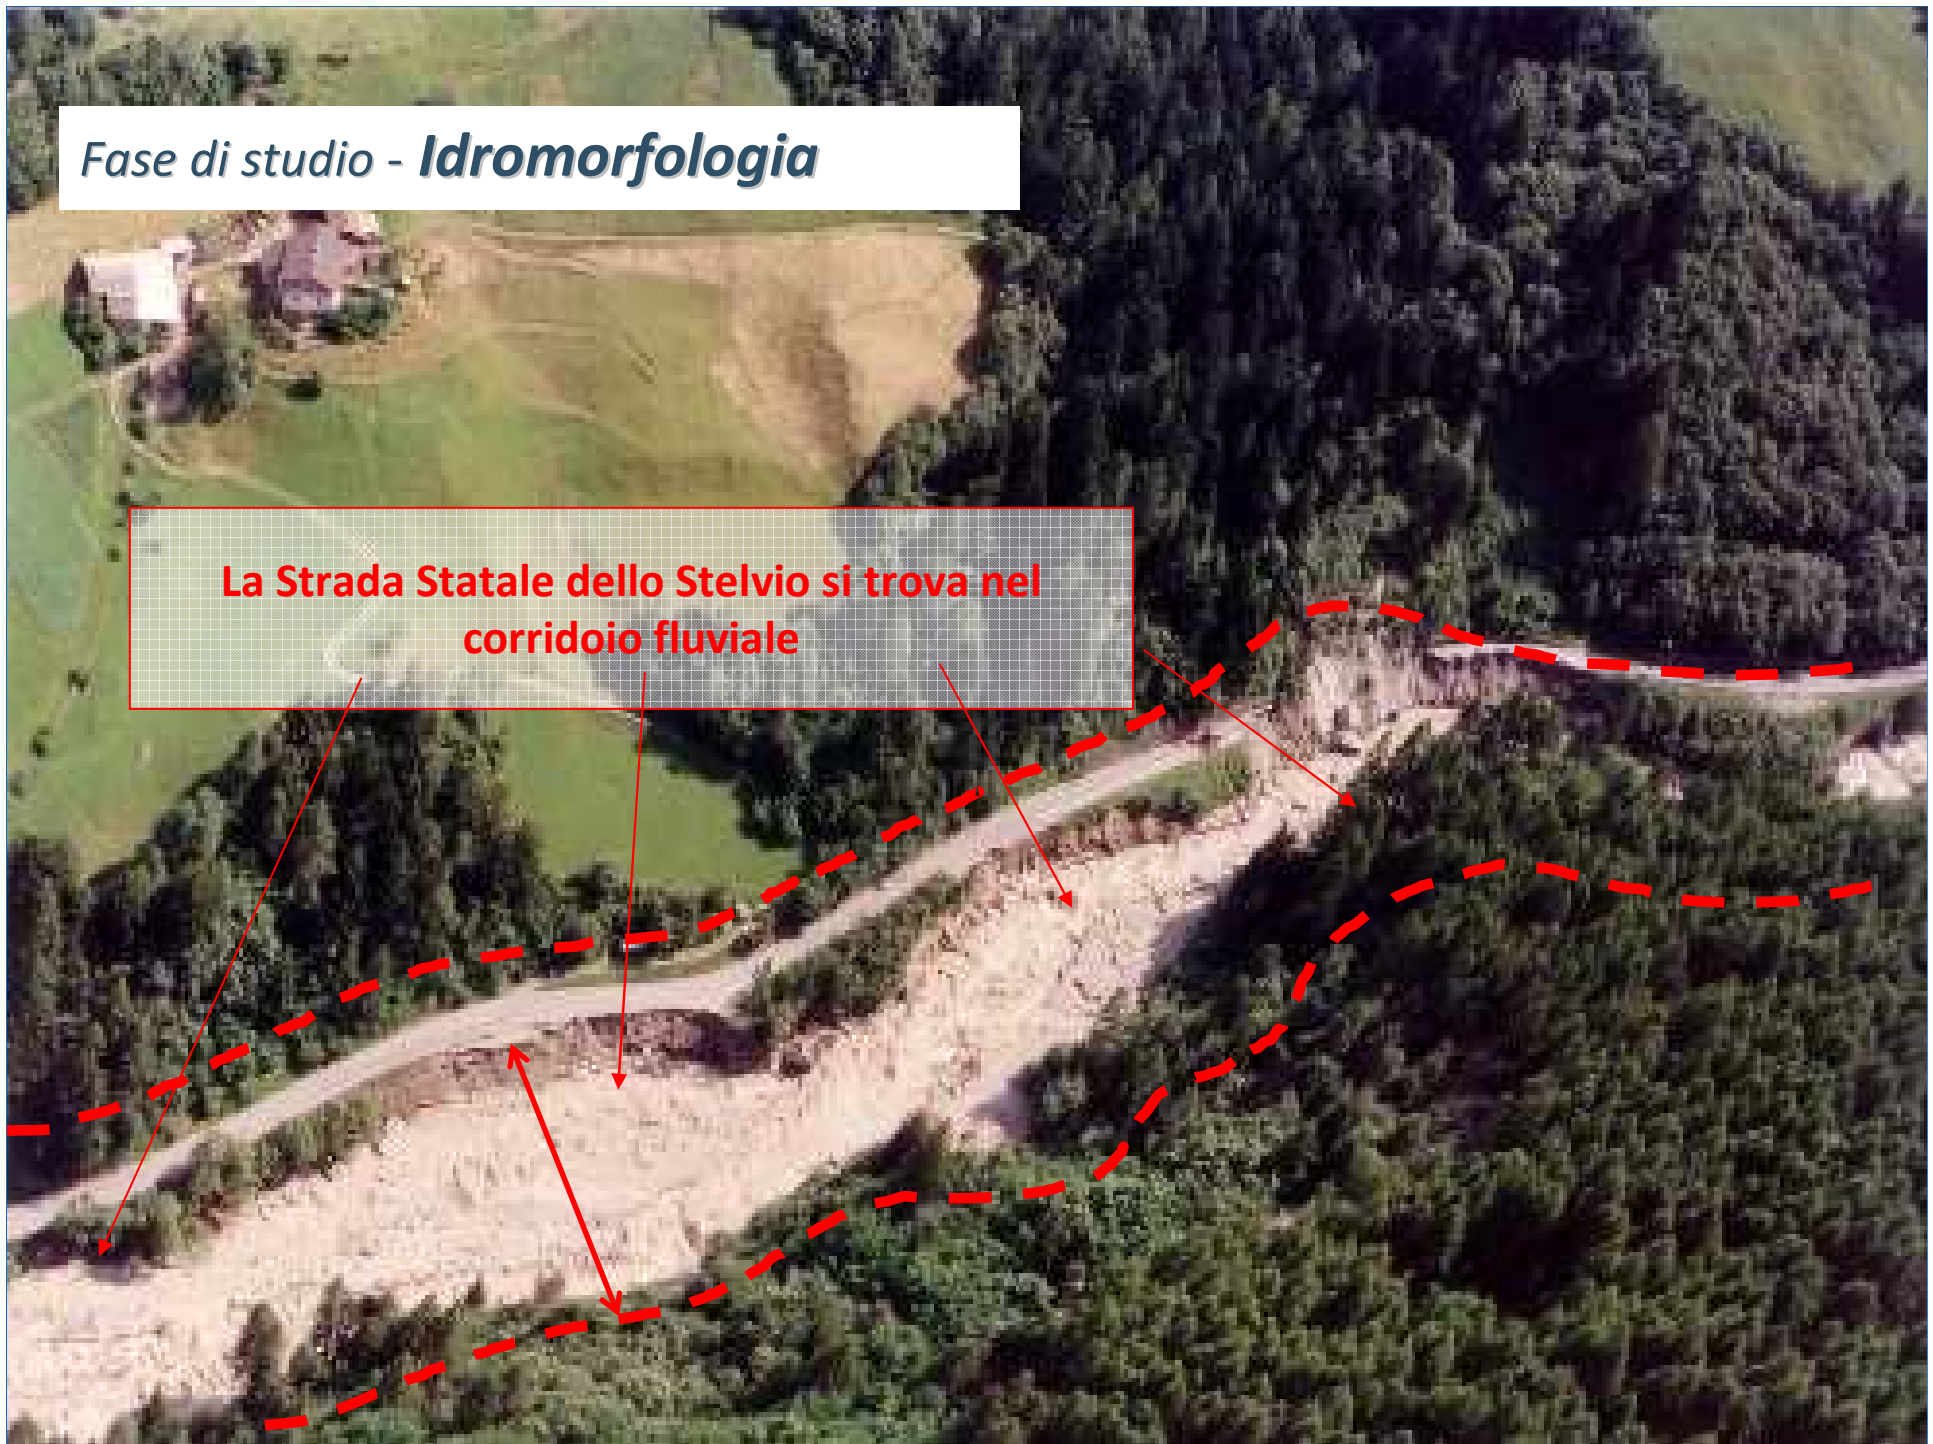 Fase di studio - Idromorfologia
La Strada Statale dello Stelvio si trova nel
corridoio fluviale